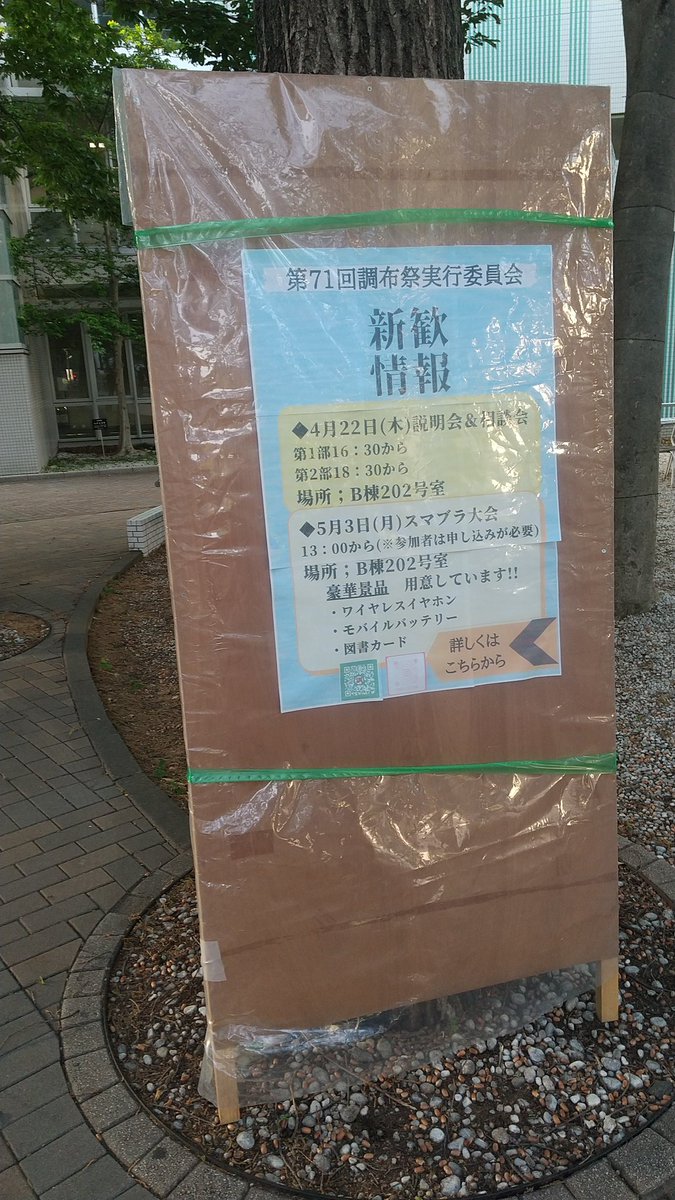 第71回調布祭実行委員会
新歓
情報
◆4月22日(木)説明会&相談会
第1部16：30から
第2部18：30から
場所；B棟202号室
◆5月3日(月)スマブラ大会
13：00から(※参加者は申し込みが必要)
場所；B棟202号室
豪華景品 用意しています!!
・ワイヤレスイヤホン
・モバイルバッテリー
・図書カード
詳しくは
こちらから